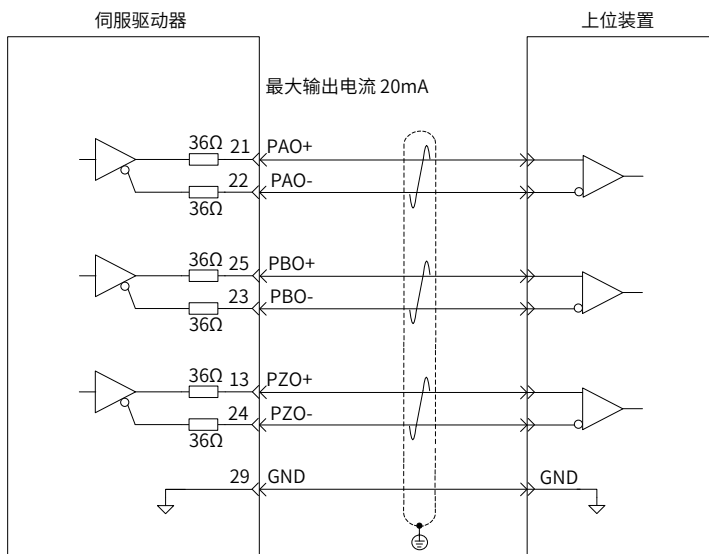 伺服驱动器
上位装置
最大输出电流 20mA
36Ω 21 PAO+
22 PAO-
36Ω
36Ω 25 PBO+
23 PBO-
36Ω
36Ω 13 PZO+
24 PZO-
36Ω
29 GND
GND